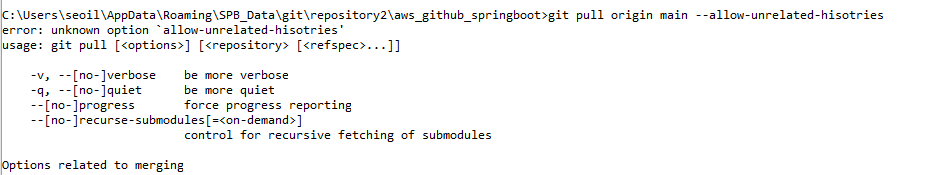 C:\Users\seoil\AppData\Roaming\SPB_Data\git\repository2\aws_github_springboot>git pull origin main --allow-unrelated-hisotries
error: unknown option `allow-unrelated-hisotries'
usage: git pull [<options>] [<repository> [<refspec>...]]

    -v, --[no-]verbose    be more verbose
    -q, --[no-]quiet      be more quiet
    --[no-]progress       force progress reporting
    --[no-]recurse-submodules[=<on-demand>]
                          control for recursive fetching of submodules

Options related to merging